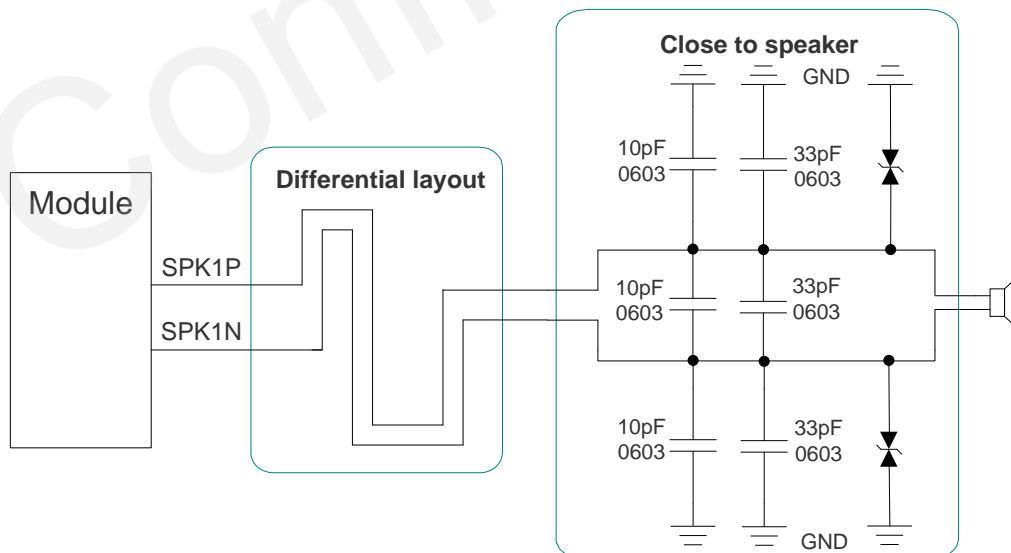 Close to speaker
GND
10pF
0603
33pF
0603
Differential layout
Module
SPK1P
10pF
0603
33pF
0603
SPK1N
10pF
0603
33pF
0603
GND